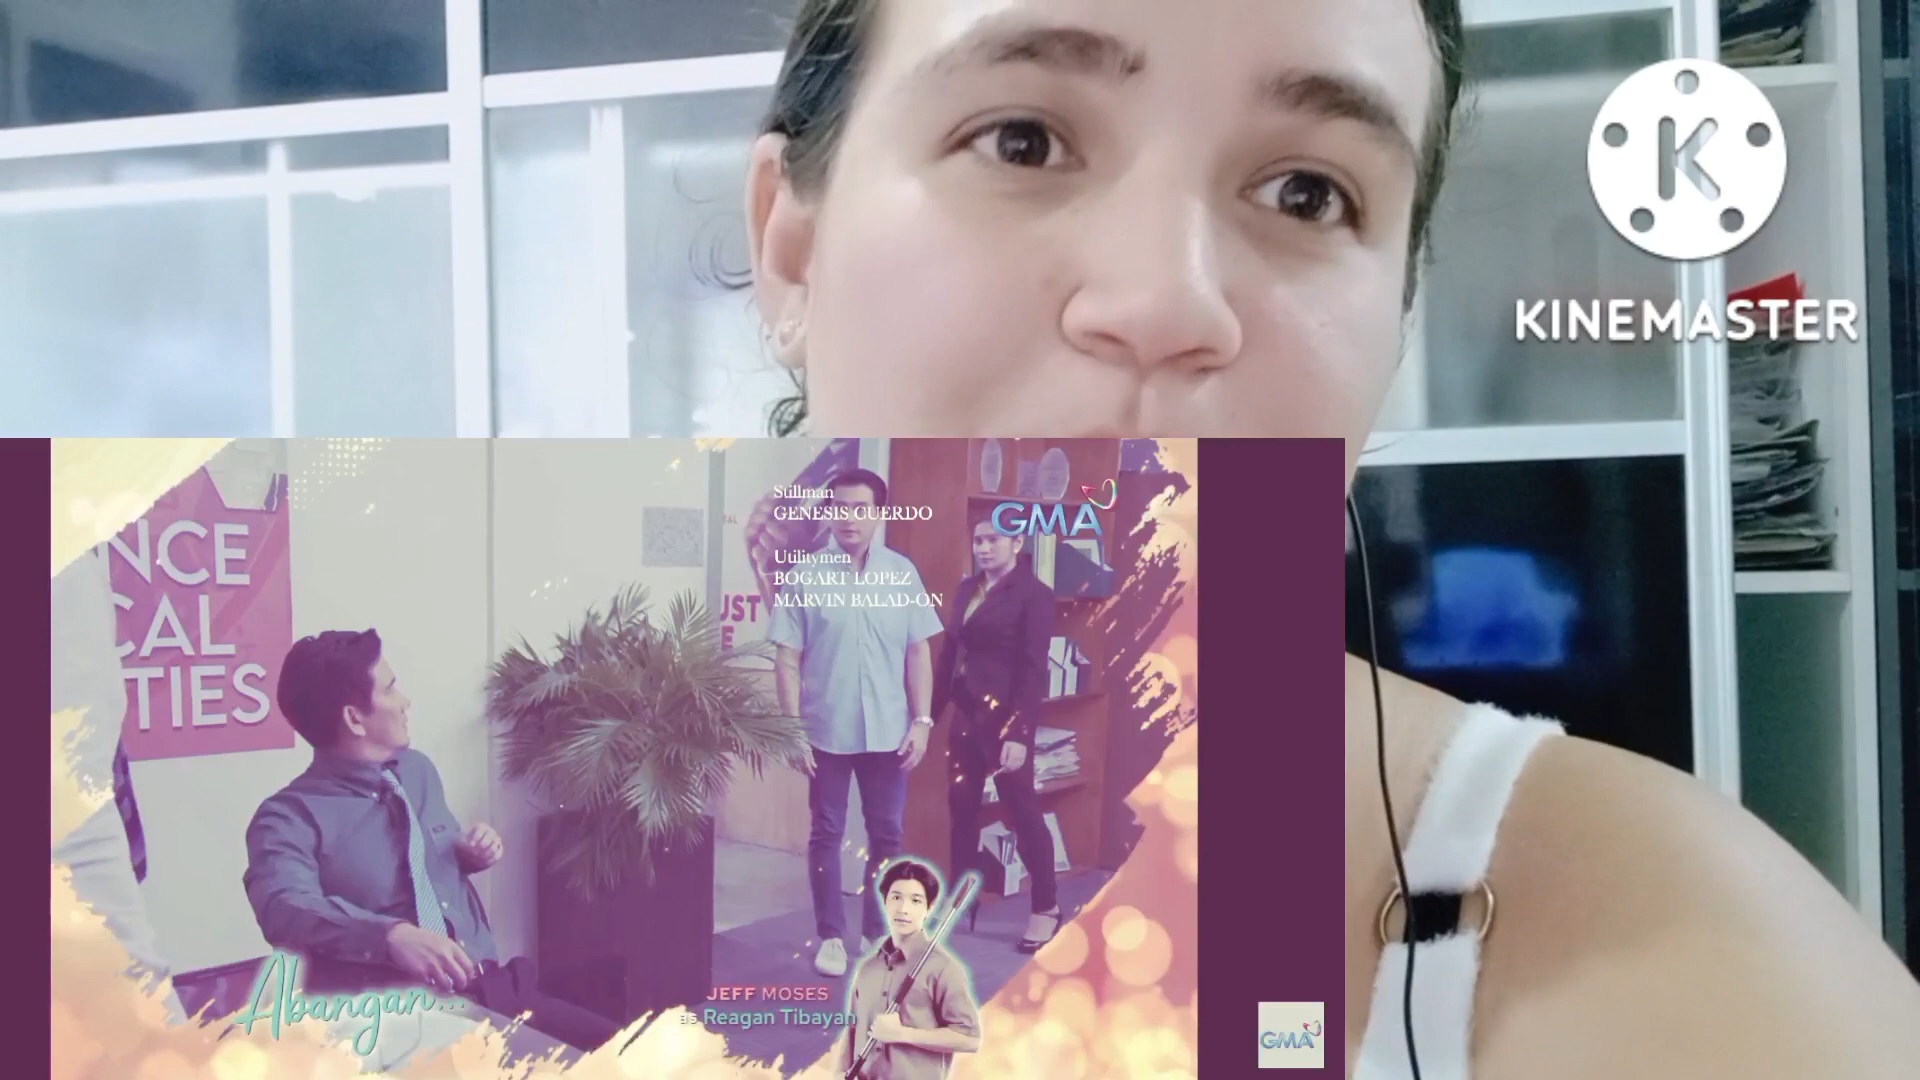 KINEMASTER
Stillman
GENESIS CUERDO
GMA
Utilitymen
BOGART LOPEZ
MARVIN BALAD-ON
NCE
CAL
TIES
UST
E
Abangan...
JEFF MOSES
as Reagan Tibayan
GMA